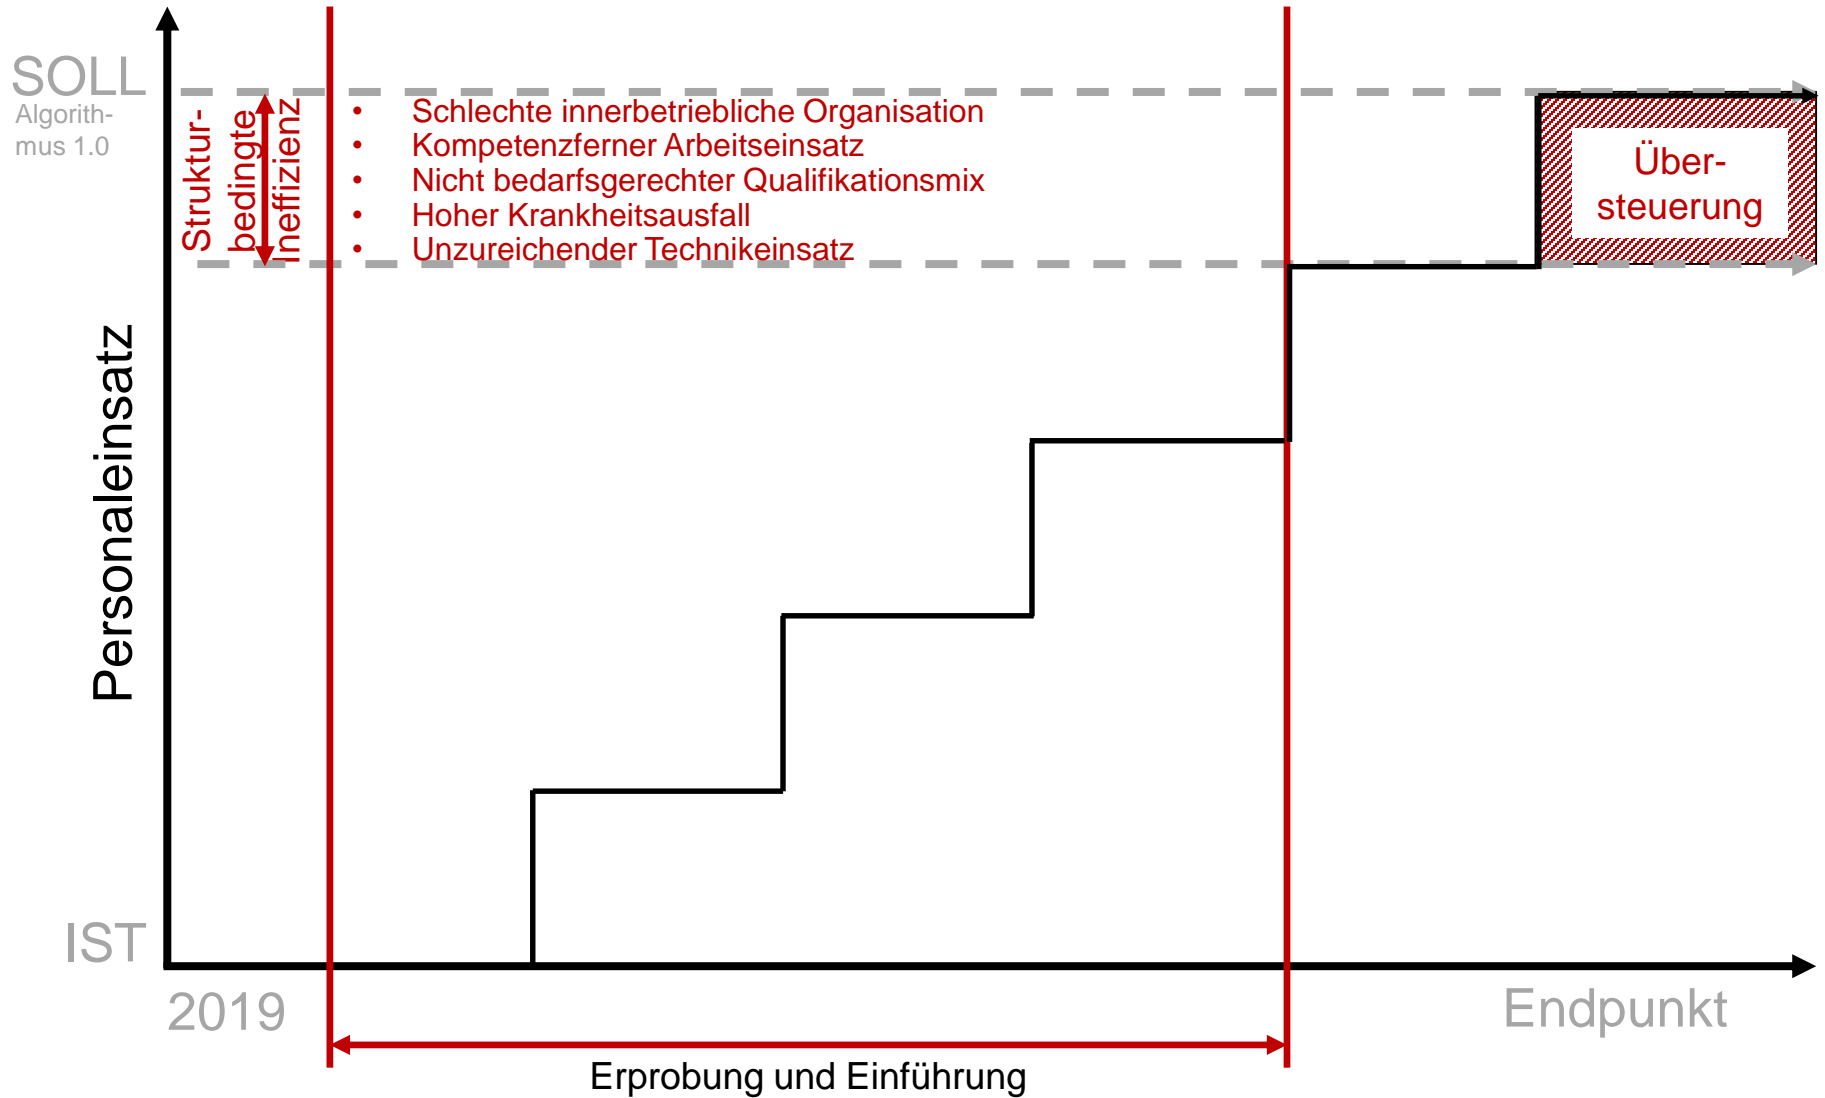 SOLL
Algorith-
mus 1.0
Struktur-
bedingte
Ineffizienz
• Schlechte innerbetriebliche Organisation
• Kompetenzferner Arbeitseinsatz
• Nicht bedarfsgerechter Qualifikationsmix
• Hoher Krankheitsausfall
• Unzureichender Technikeinsatz
Über-
steuerung
Personaleinsatz
IST
2019
Endpunkt
Erprobung und Einführung